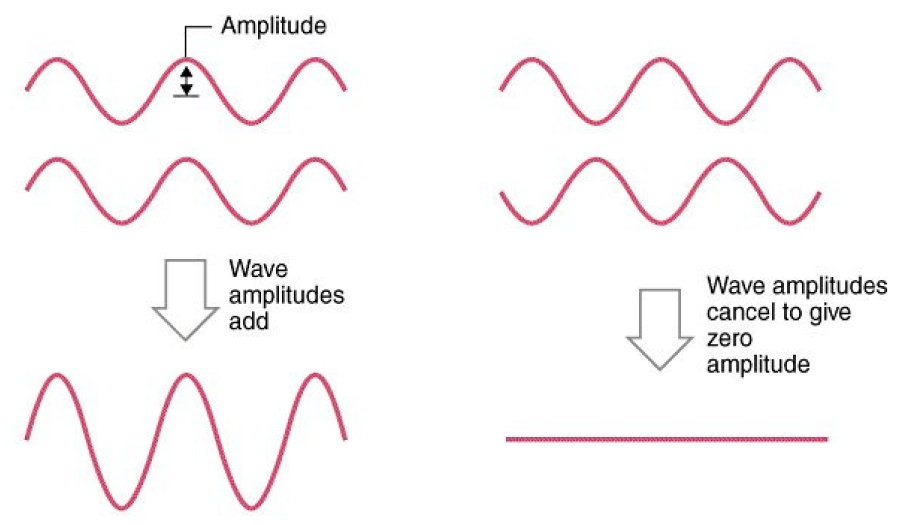 Amplitude
Wave
amplitudes
add
Wave amplitudes
cancel to give
zero
amplitude